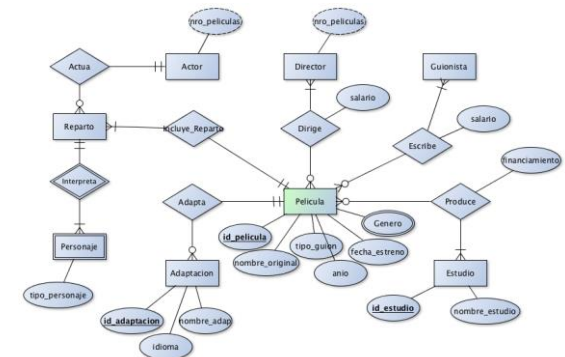 nro_peliculas
nro_peliculas
Actua
Actor
Director
Guionista
salario
salario
Reparto
Incluye_Reparto
Dirige
Escribe
financiamiento
Interpreta
Adapta
Pelicula
Produce
Genero
id_pelicula
tipo_guion
fecha_estreno
Personaje
nombre_original
anio
Adaptacion
Estudio
tipo_personaje
id_adaptacion
nombre_adap
id_estudio
nombre_estudio
idioma